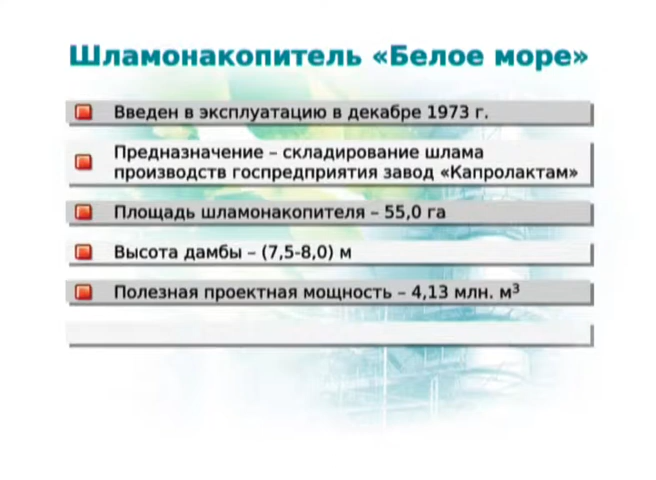 Шламонакопитель «Белое море»
Введен в эксплуатацию в декабре 1973 г.
Предназначение – складирование шлама
производств госпредприятия завод «Капролактам»
Площадь шламонакопителя – 55,0 га
Высота дамбы – (7,5-8,0) м
Полезная проектная мощность – 4,13 млн. м³